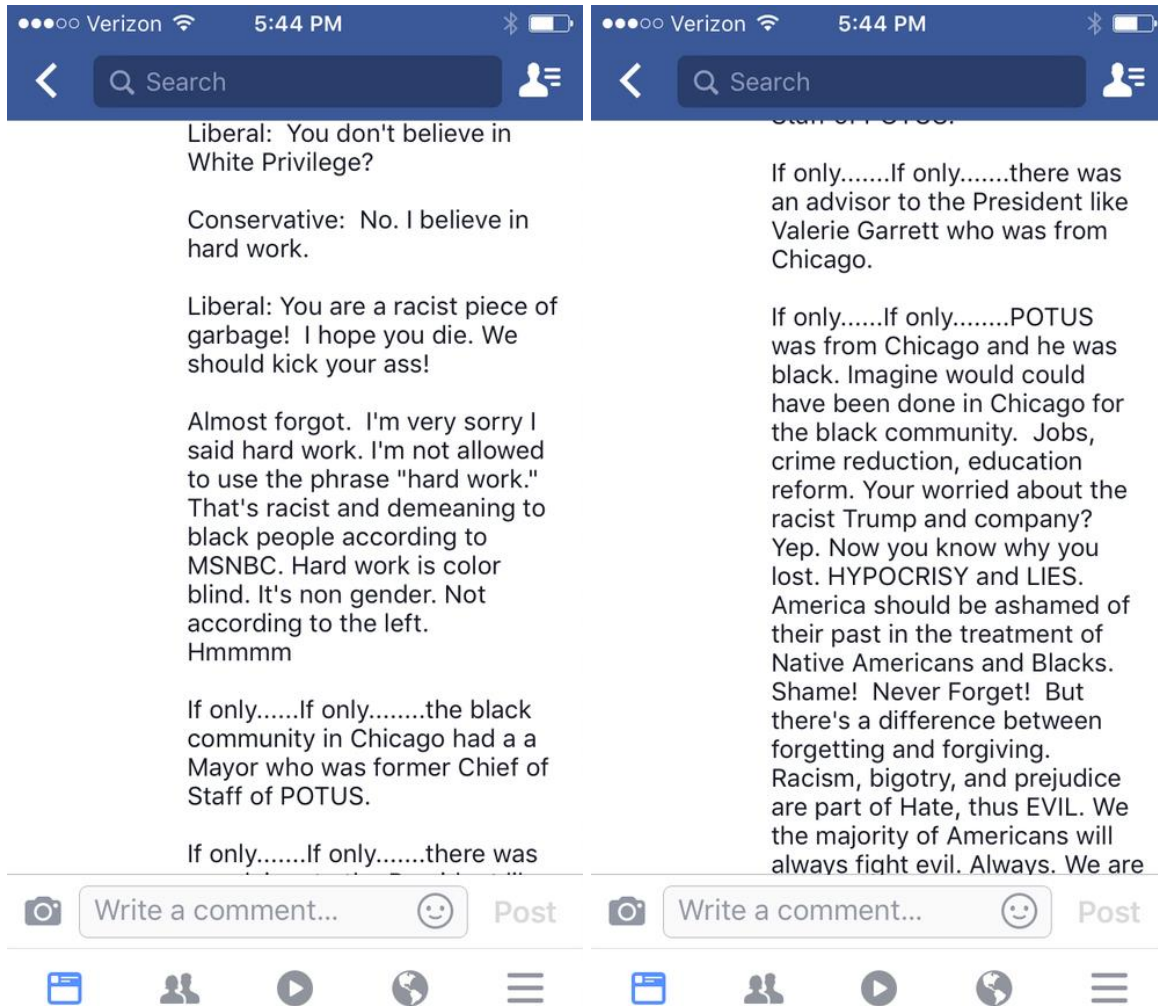 Verizon 5:44 PM
Search
Liberal:  You don't believe in
White Privilege?
Conservative:  No. I believe in
hard work.
Liberal: You are a racist piece of
garbage!  I hope you die. We
should kick your ass!
Almost forgot.  I'm very sorry I
said hard work. I'm not allowed
to use the phrase "hard work."
That's racist and demeaning to
black people according to
MSNBC. Hard work is color
blind. It's non gender. Not
according to the left.
Hmmmm
If only......If only........the black
community in Chicago had a a
Mayor who was former Chief of
Staff of POTUS.
If only.......If only.......there was
Write a comment... Post
Verizon 5:44 PM
Search
Staff of POTUS.
If only.......If only.......there was
an advisor to the President like
Valerie Garrett who was from
Chicago.
If only......If only........POTUS
was from Chicago and he was
black. Imagine would could
have been done in Chicago for
the black community.  Jobs,
crime reduction, education
reform. Your worried about the
racist Trump and company?
Yep. Now you know why you
lost. HYPOCRISY and LIES.
America should be ashamed of
their past in the treatment of
Native Americans and Blacks.
Shame!  Never Forget!  But
there's a difference between
forgetting and forgiving.
Racism, bigotry, and prejudice
are part of Hate, thus EVIL. We
the majority of Americans will
always fight evil. Always. We are
Write a comment... Post